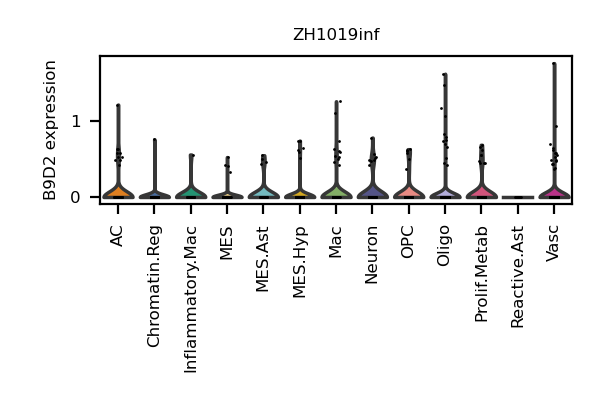 ZH1019inf
B9D2 expression
1
0
AC
Chromatin.Reg
Inflammatory.Mac
MES
MES.Ast
MES.Hyp
Mac
Neuron
OPC
Oligo
Prolif.Metab
Reactive.Ast
Vasc